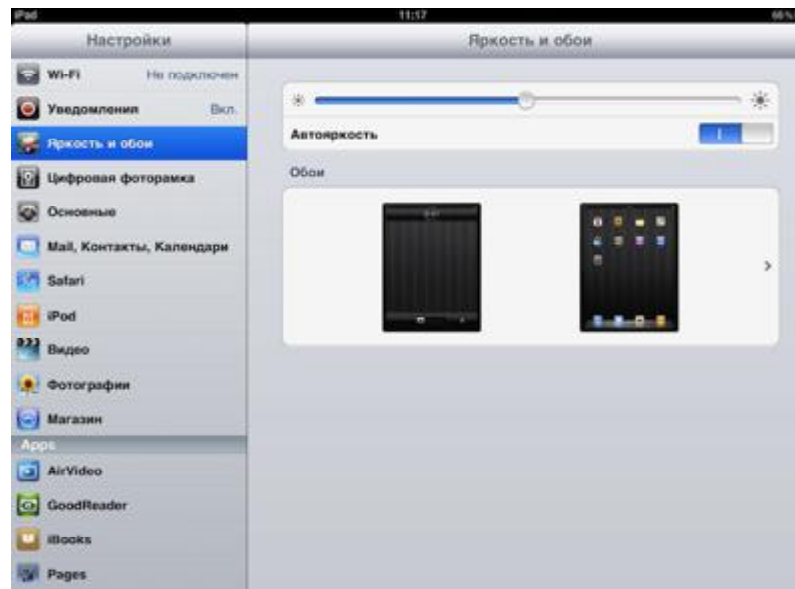 iPad 11:17 66%
Настройки
Яркость и обои
Wi-Fi Не подключен
Уведомления Вкл.
Яркость и обои
Цифровая фоторамка
Основные
Mail, Контакты, Календари
Safari
iPod
Видео
Фотографии
Магазин
Apps
AirVideo
GoodReader
iBooks
Pages
Автояркость
Обои